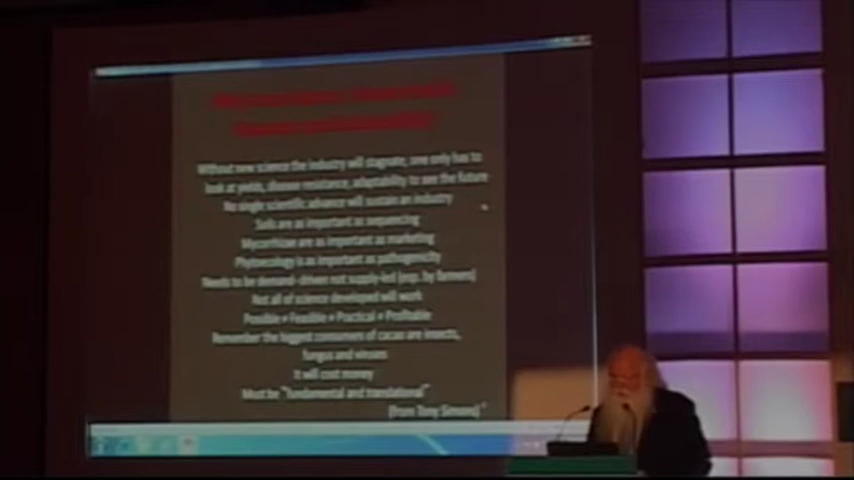 Without new science the industry will stagnate, one only has to
look at yields, disease resistance, adaptability to see the future
No single scientific advance will sustain an industry
Soils are as important as sequencing
Mycorrhizae are as important as marketing
Physiology is as important as pathogenicity
Needs to be demand-driven not supply-led (esp. by farmers)
Not all of science developed will work
Possible ≠ Feasible ≠ Practical ≠ Profitable
Remember the biggest consumers of cacao are insects,
fungus and viruses
It will cost money
Must be "fundamental and translational"
(from Tony Simons)"